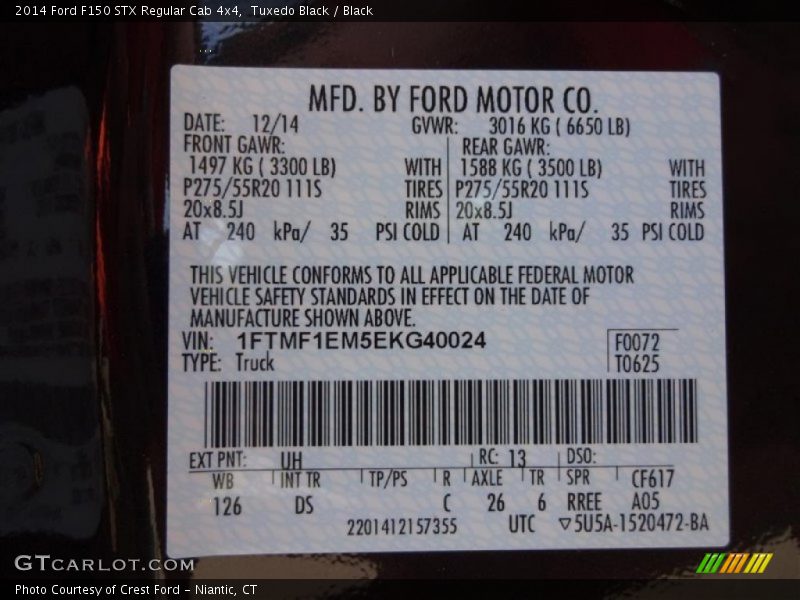 2014 Ford F150 STX Regular Cab 4x4,  Tuxedo Black / Black
MFD. BY FORD MOTOR CO.
DATE: 12/14 GVWR: 3016 KG ( 6650 LB)
FRONT GAWR: REAR GAWR:
1497 KG ( 3300 LB) WITH 1588 KG ( 3500 LB) WITH
P275/55R20 111S TIRES P275/55R20 111S TIRES
20x8.5J RIMS 20x8.5J RIMS
AT 240 kPa/ 35 PSI COLD AT 240 kPa/ 35 PSI COLD
THIS VEHICLE CONFORMS TO ALL APPLICABLE FEDERAL MOTOR
VEHICLE SAFETY STANDARDS IN EFFECT ON THE DATE OF
MANUFACTURE SHOWN ABOVE.
VIN: 1FTMF1EM5EKG40024 F0072
TYPE: Truck T0625
EXT PNT: UH RC: 13 DSO:
WB INT TR TP/PS R AXLE TR SPR CF617
126 DS C 26 6 RREE A05
2201412157355 UTC ▽5U5A-1520472-BA
GTCARLOT.COM
Photo Courtesy of Crest Ford - Niantic, CT